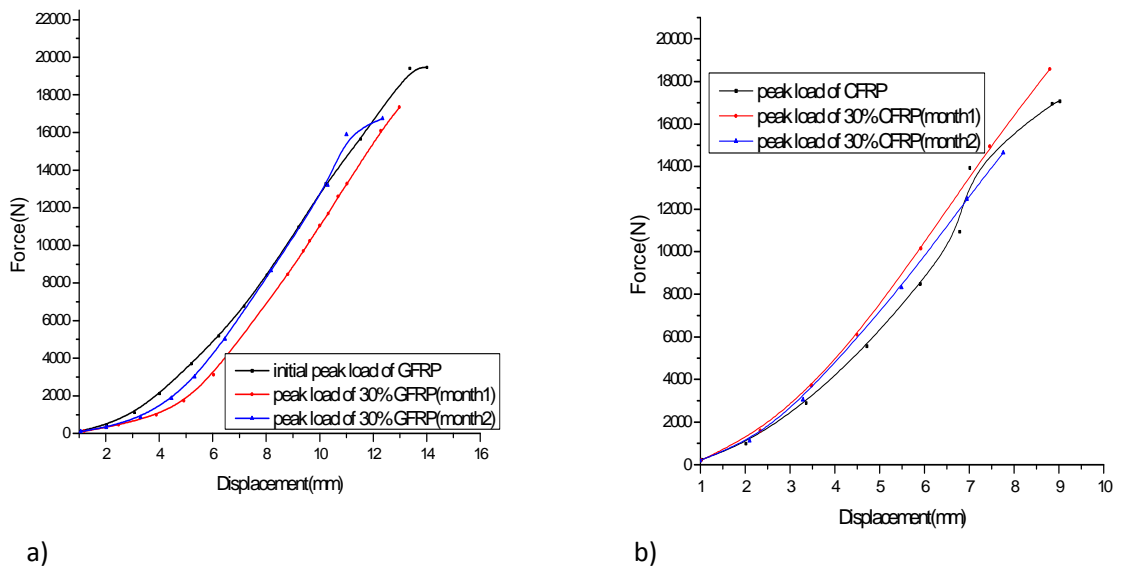 22000
20000
18000
16000
14000
12000
10000
8000
6000
4000
2000
0
Force(N)
initial peak load of GFRP
peak load of 30% GFRP(month1)
peak load of 30% GFRP(month2)
2 4 6 8 10 12 14 16
Displacement(mm)
a)
20000
18000
16000
14000
12000
10000
8000
6000
4000
2000
0
Force(N)
peak load of CFRP
peak load of 30% CFRP(month1)
peak load of 30% CFRP(month2)
1 2 3 4 5 6 7 8 9 10
Displacement(mm)
b)